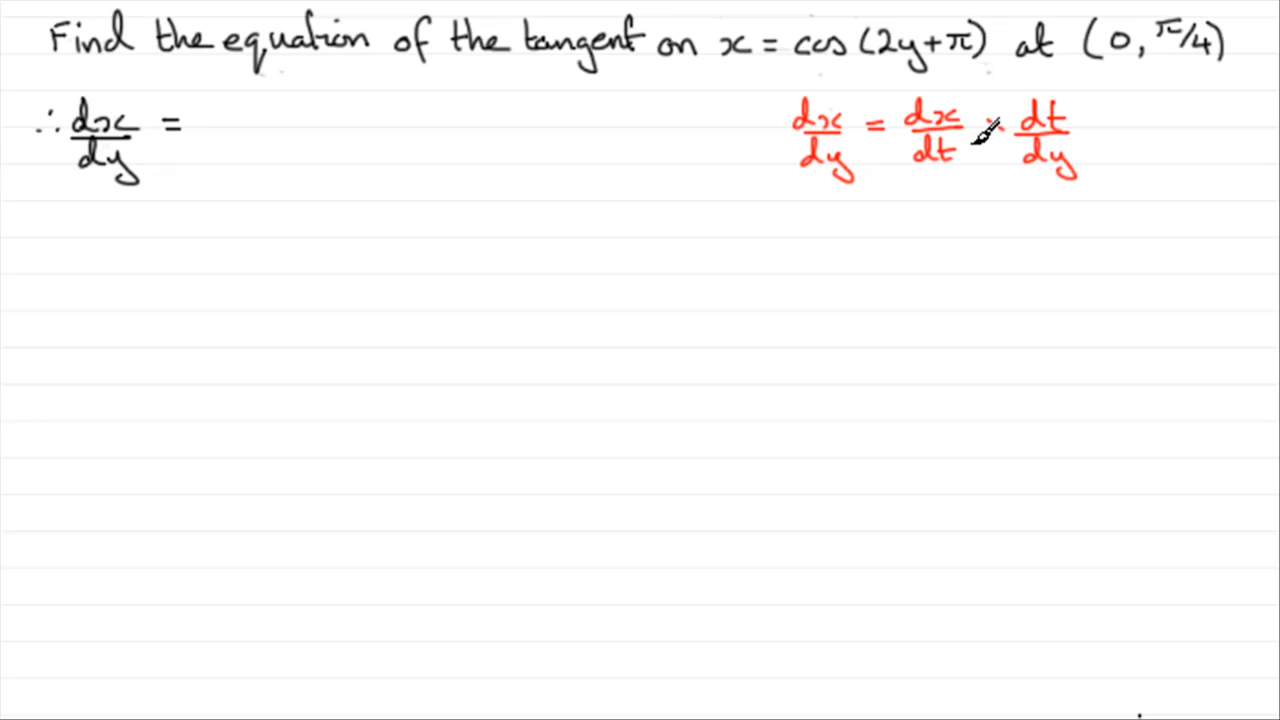 Find the equation of the tangent on x = cos(2y+π) at (0, π/4)
∴ dx/dy =
dx/dy = dx/dt × dt/dy